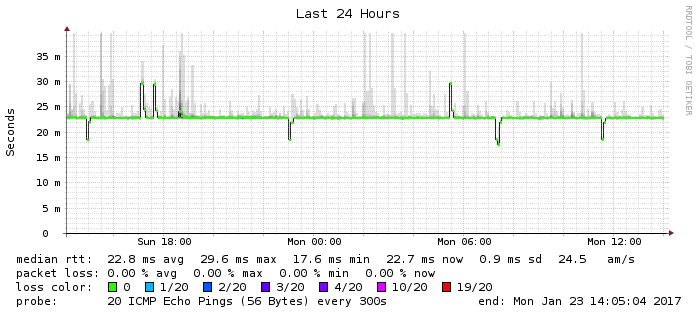 Last 24 Hours
RRDTOOL / TOBI OETIKER
Seconds
35 m
30 m
25 m
20 m
15 m
10 m
5 m
0
Sun 18:00 Mon 00:00 Mon 06:00 Mon 12:00
median rtt: 22.8 ms avg 29.6 ms max 17.6 ms min 22.7 ms now 0.9 ms sd 24.5 am/s
packet loss: 0.00 % avg 0.00 % max 0.00 % min 0.00 % now
loss color: 0 1/20 2/20 3/20 4/20 10/20 19/20
probe: 20 ICMP Echo Pings (56 Bytes) every 300s end: Mon Jan 23 14:05:04 2017